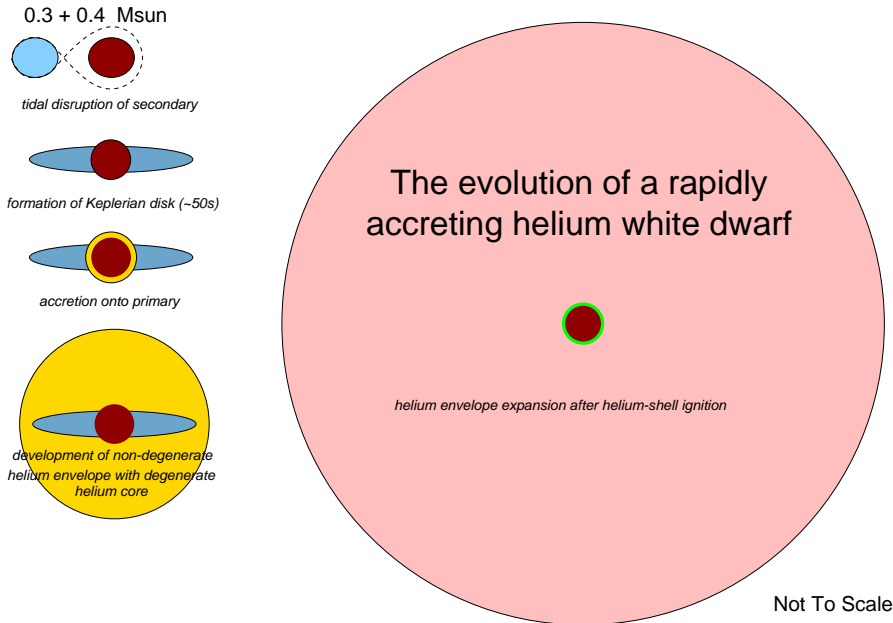 0.3 + 0.4 Msun
tidal disruption of secondary
formation of Keplerian disk (~50s)
accretion onto primary
development of non-degenerate
helium envelope with degenerate
helium core
The evolution of a rapidly
accreting helium white dwarf
helium envelope expansion after helium-shell ignition
Not To Scale